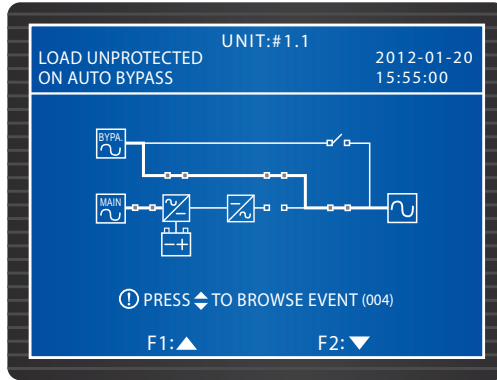 UNIT:#1.1
LOAD UNPROTECTED
2012-01-20
ON AUTO BYPASS
15:55:00
BYPA.
MAIN
PRESS TO BROWSE EVENT (004)
F1:
F2: